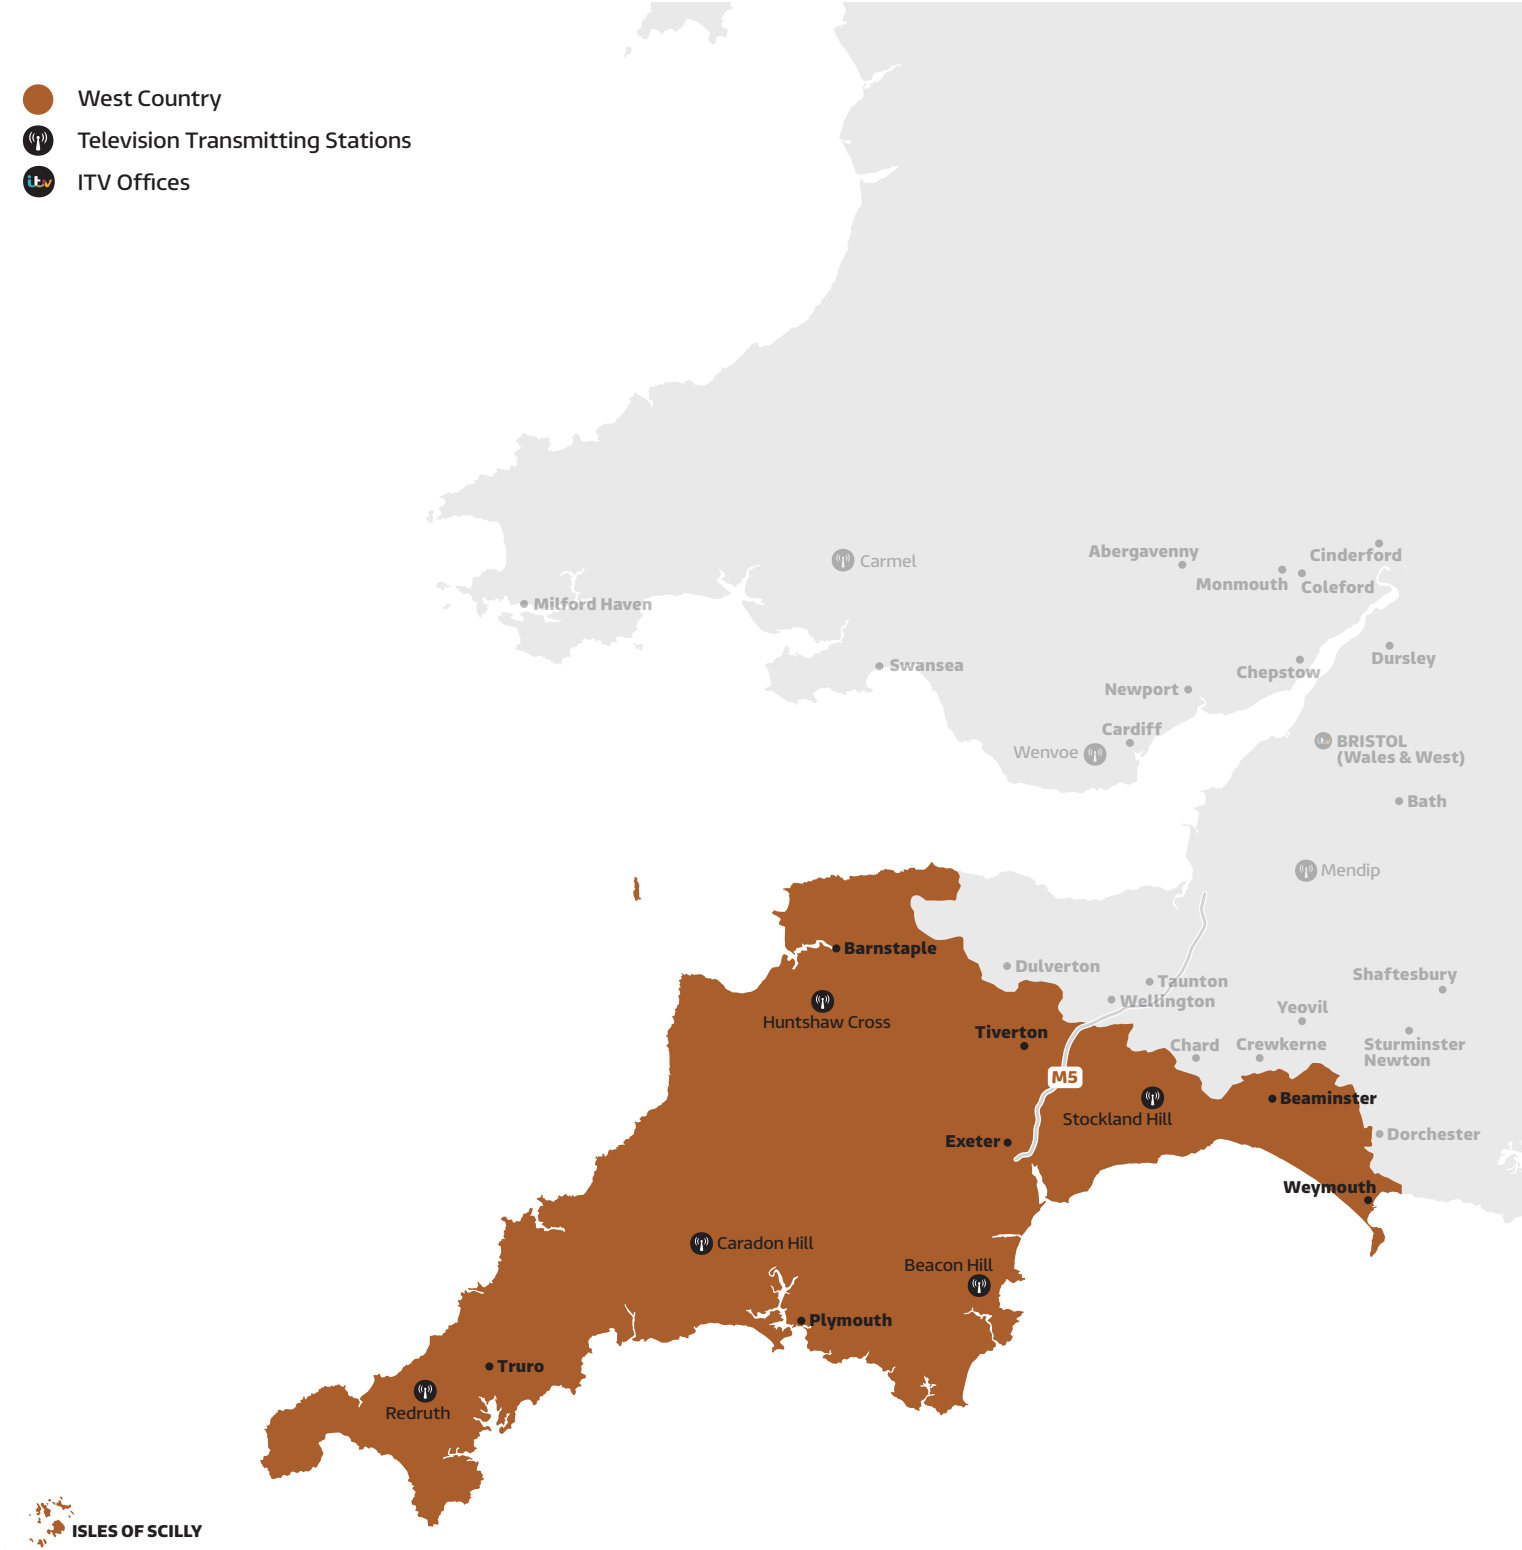 West Country
Television Transmitting Stations
itv
ITV Offices
Carmel
Abergavenny
Cinderford
Monmouth
Coleford
Milford Haven
Swansea
Dursley
Chepstow
Newport
Cardiff
Wenvoe
itv
BRISTOL
(Wales & West)
Bath
Mendip
Barnstaple
Dulverton
Taunton
Shaftesbury
Wellington
Huntshaw Cross
Yeovil
Tiverton
Chard
Crewkerne
Sturminster
Newton
M5
Beaminster
Stockland Hill
Dorchester
Exeter
Weymouth
Caradon Hill
Beacon Hill
Plymouth
Truro
Redruth
ISLES OF SCILLY